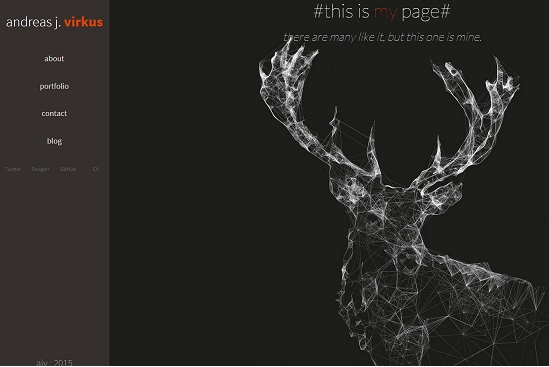 andreas j. virkus
about
portfolio
contact
blog
Twitter Google+ GitHub CV
ajv : 2015
#this is my page#
there are many like it, but this one is mine.